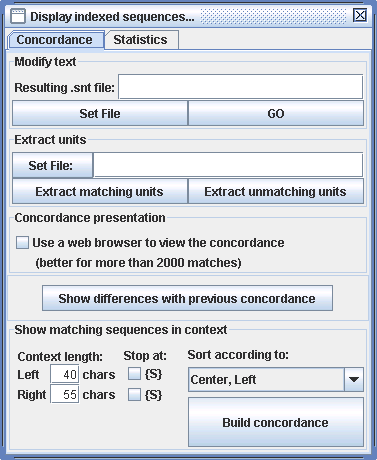 Display indexed sequences...
Concordance Statistics
Modify text
Resulting .snt file:
Set File GO
Extract units
Set File:
Extract matching units Extract unmatching units
Concordance presentation
Use a web browser to view the concordance
(better for more than 2000 matches)
Show differences with previous concordance
Show matching sequences in context
Context length: Stop at: Sort according to:
Left 40 chars {S} Center, Left
Right 55 chars {S}
Build concordance